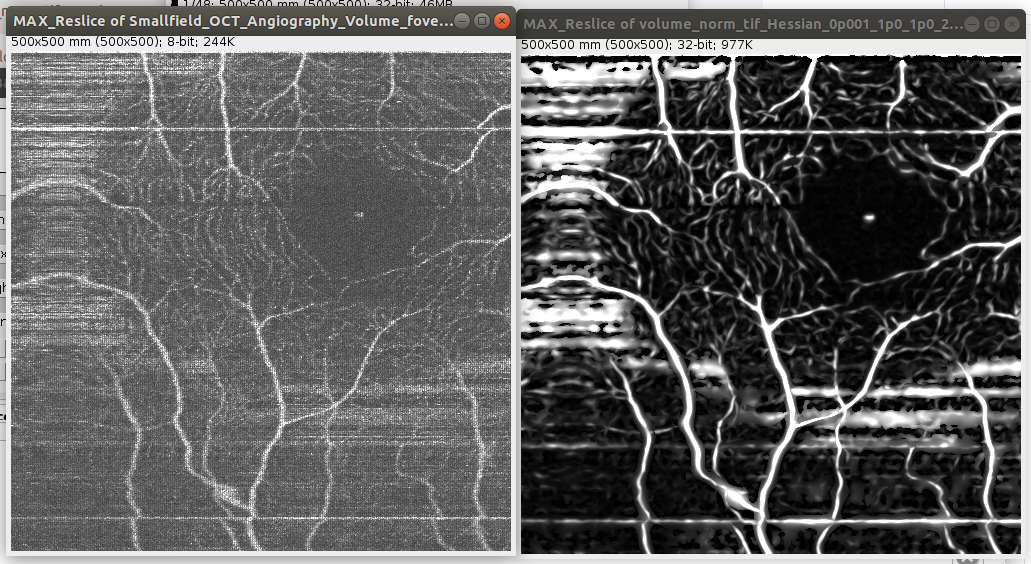 1/48; 500x500 mm (500x500); 32-bit; 46MB
MAX_Reslice of Smallfield_OCT_Angiography_Volume_fove...
500x500 mm (500x500); 8-bit; 244K
MAX_Reslice of volume_norm_tif_Hessian_0p001_1p0_1p0_2...
500x500 mm (500x500); 32-bit; 977K